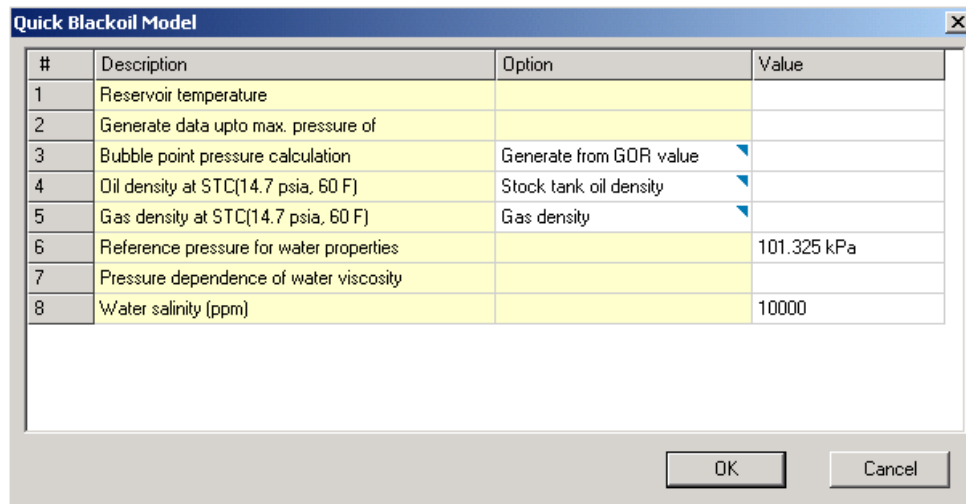 Quick Blackoil Model
# Description Option Value
1 Reservoir temperature
2 Generate data upto max. pressure of
3 Bubble point pressure calculation Generate from GOR value
4 Oil density at STC(14.7 psia, 60 F) Stock tank oil density
5 Gas density at STC(14.7 psia, 60 F) Gas density
6 Reference pressure for water properties 101.325 kPa
7 Pressure dependence of water viscosity
8 Water salinity (ppm) 10000
OK Cancel